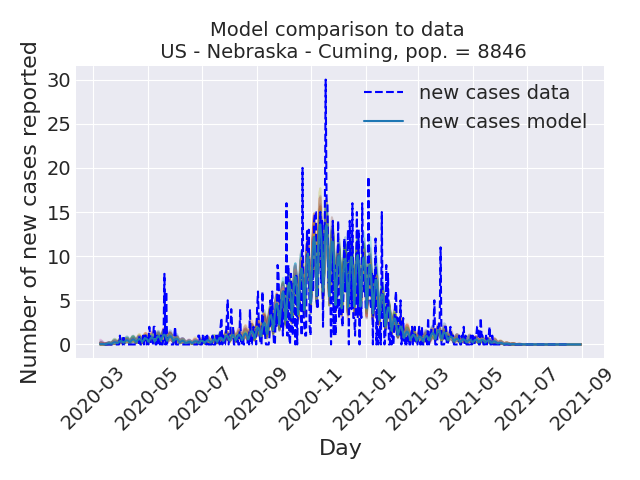 Model comparison to data
US - Nebraska - Cuming, pop. = 8846
Number of new cases reported
30
25
20
15
10
5
0
new cases data
new cases model
2020-03
2020-05
2020-07
2020-09
2020-11
2021-01
2021-03
2021-05
2021-07
2021-09
Day